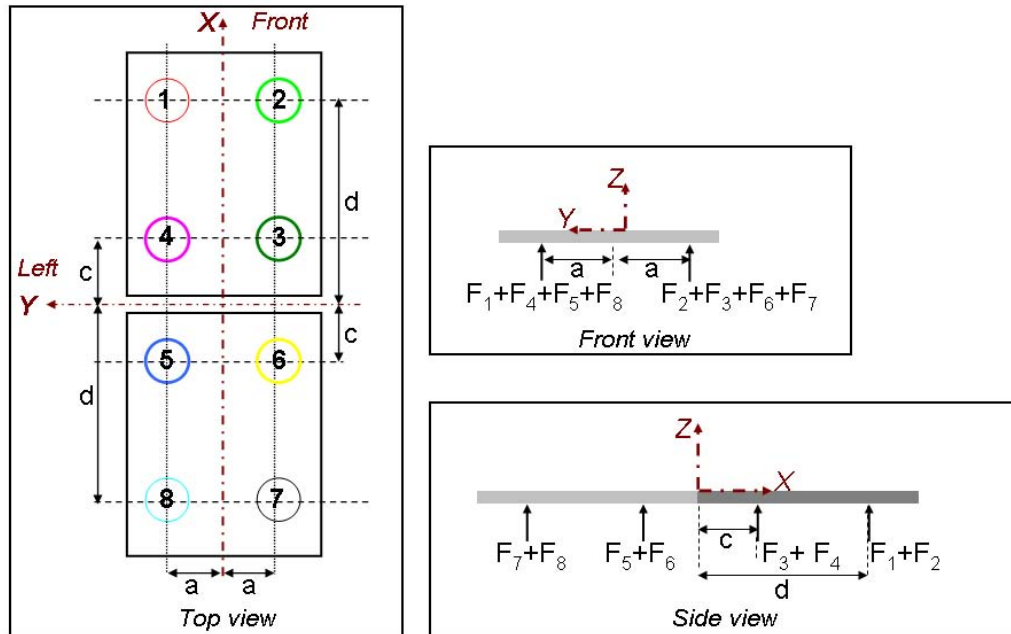 X Front
1 2
d
4 3
c
Left
Y
c
5 6
d
8 7
a a
Top view
Z
Y
a a
F1+F4+F5+F8 F2+F3+F6+F7
Front view
Z
X
c
F7+F8 F5+F6 F3+ F4 F1+F2
d
Side view